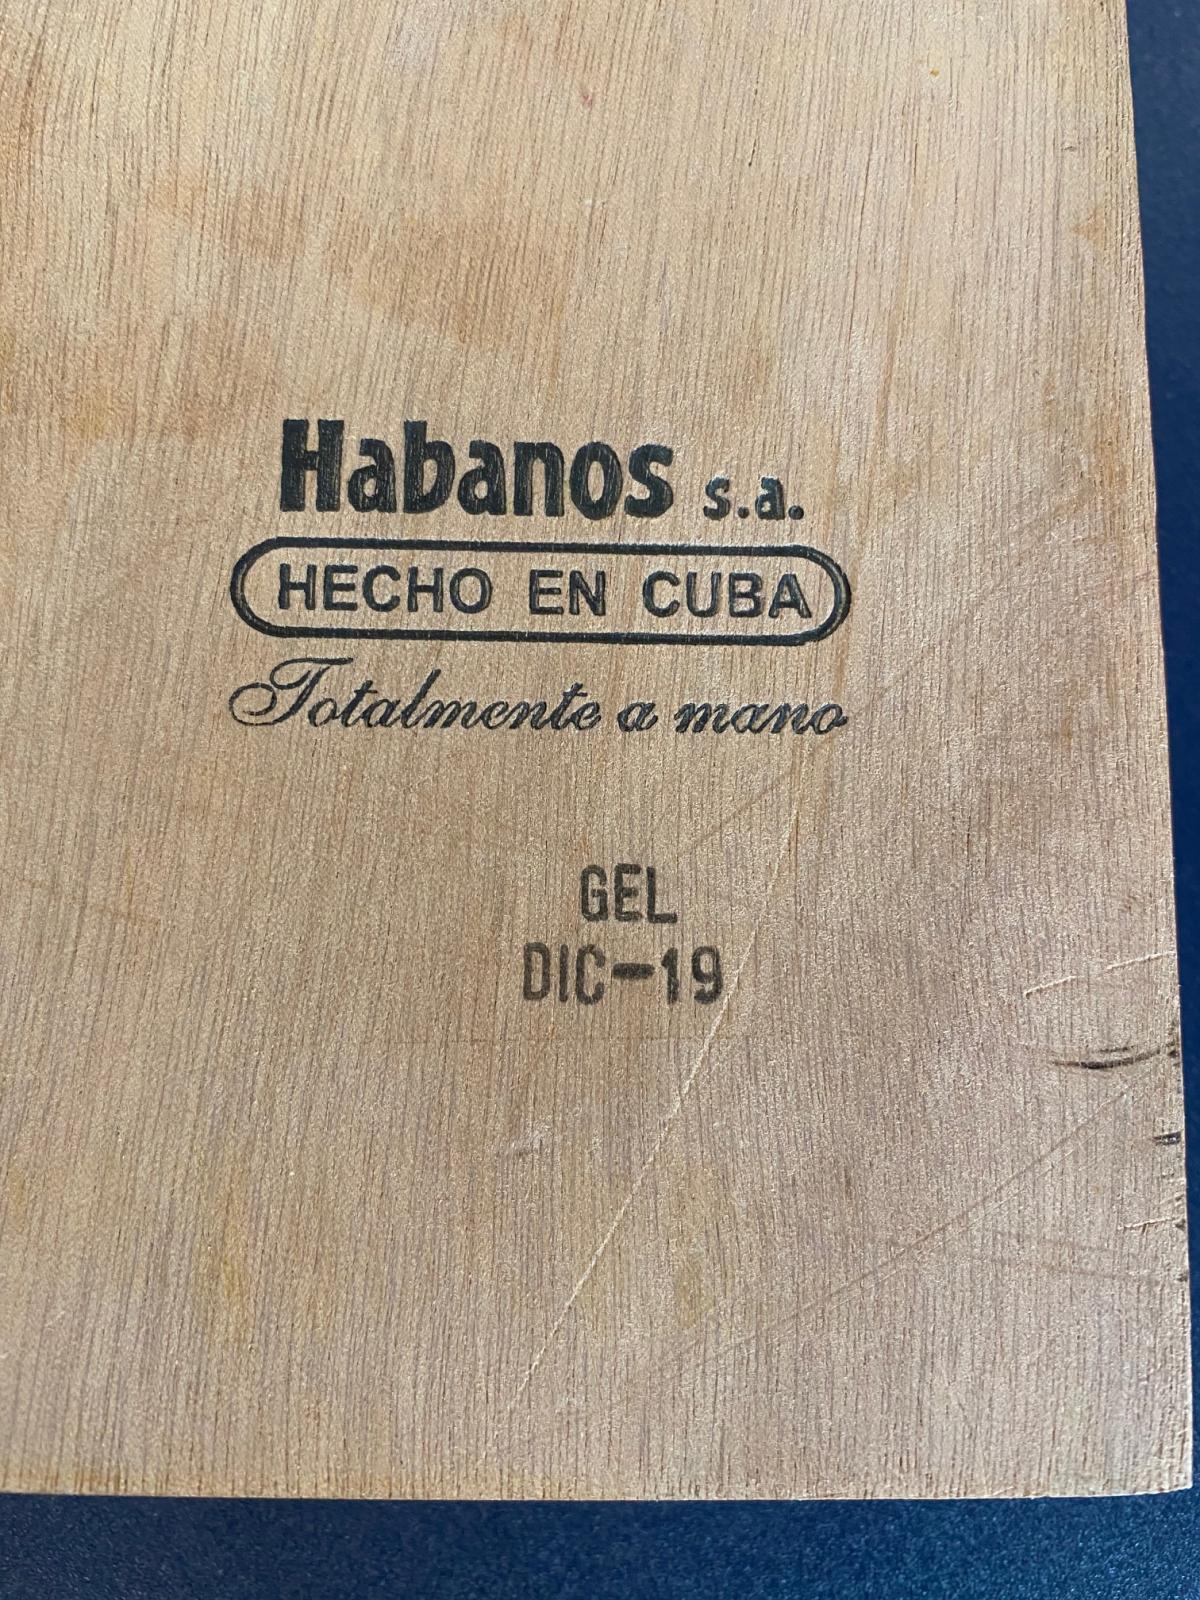 Habanos s.a.
HECHO EN CUBA
Totalmente a mano
GEL
DIC-19